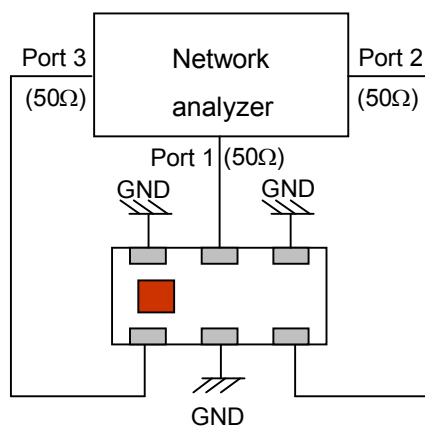 Port 3
Network
Port 2
(50Ω)
analyzer
(50Ω)
Port 1 (50Ω)
GND
GND
GND